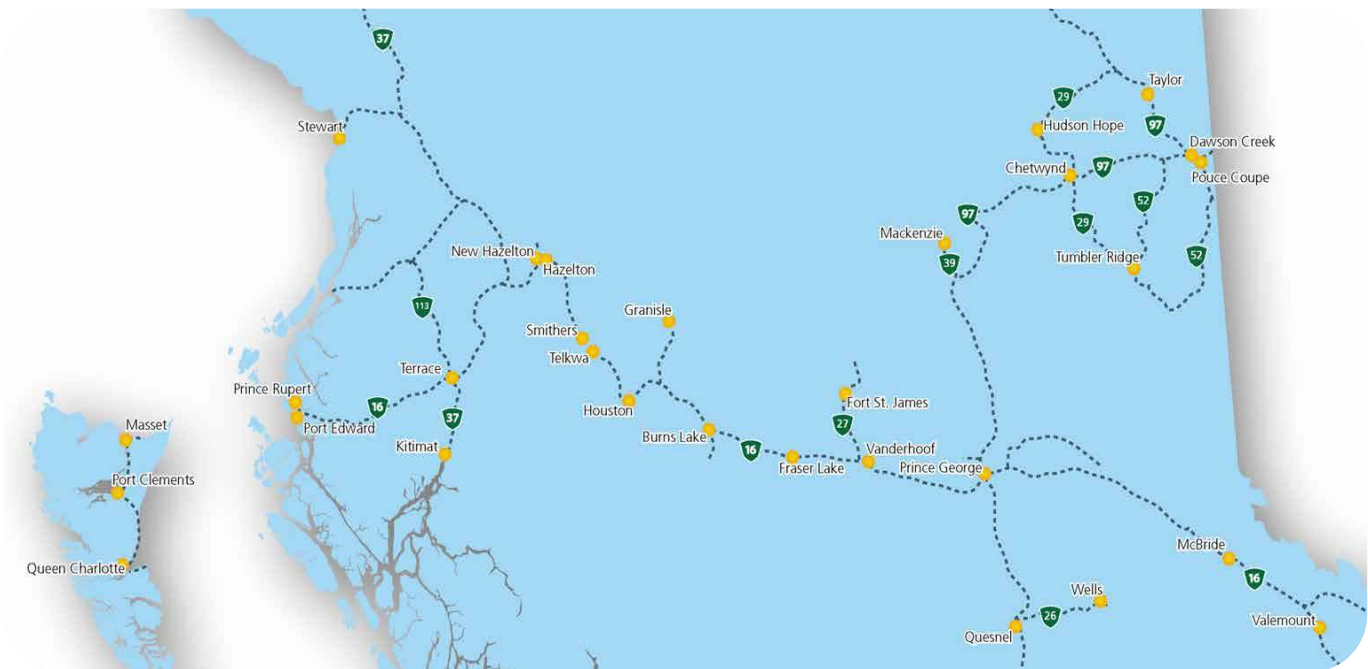 37
Taylor
29
Stewart
Hudson Hope
97
Dawson Creek
Chetwynd
97
Pouce Coupe
52
97
29
Mackenzie
New Hazelton
39
Tumbler Ridge
52
Hazelton
113
Granisle
Smithers
Telkwa
Terrace
Prince Rupert
16
Fort St. James
Houston
37
Port Edward
27
Masset
Burns Lake
Kitimat
16
Vanderhoof
Fraser Lake
Prince George
Port Clements
McBride
Queen Charlotte
16
Wells
26
Valemount
Quesnel